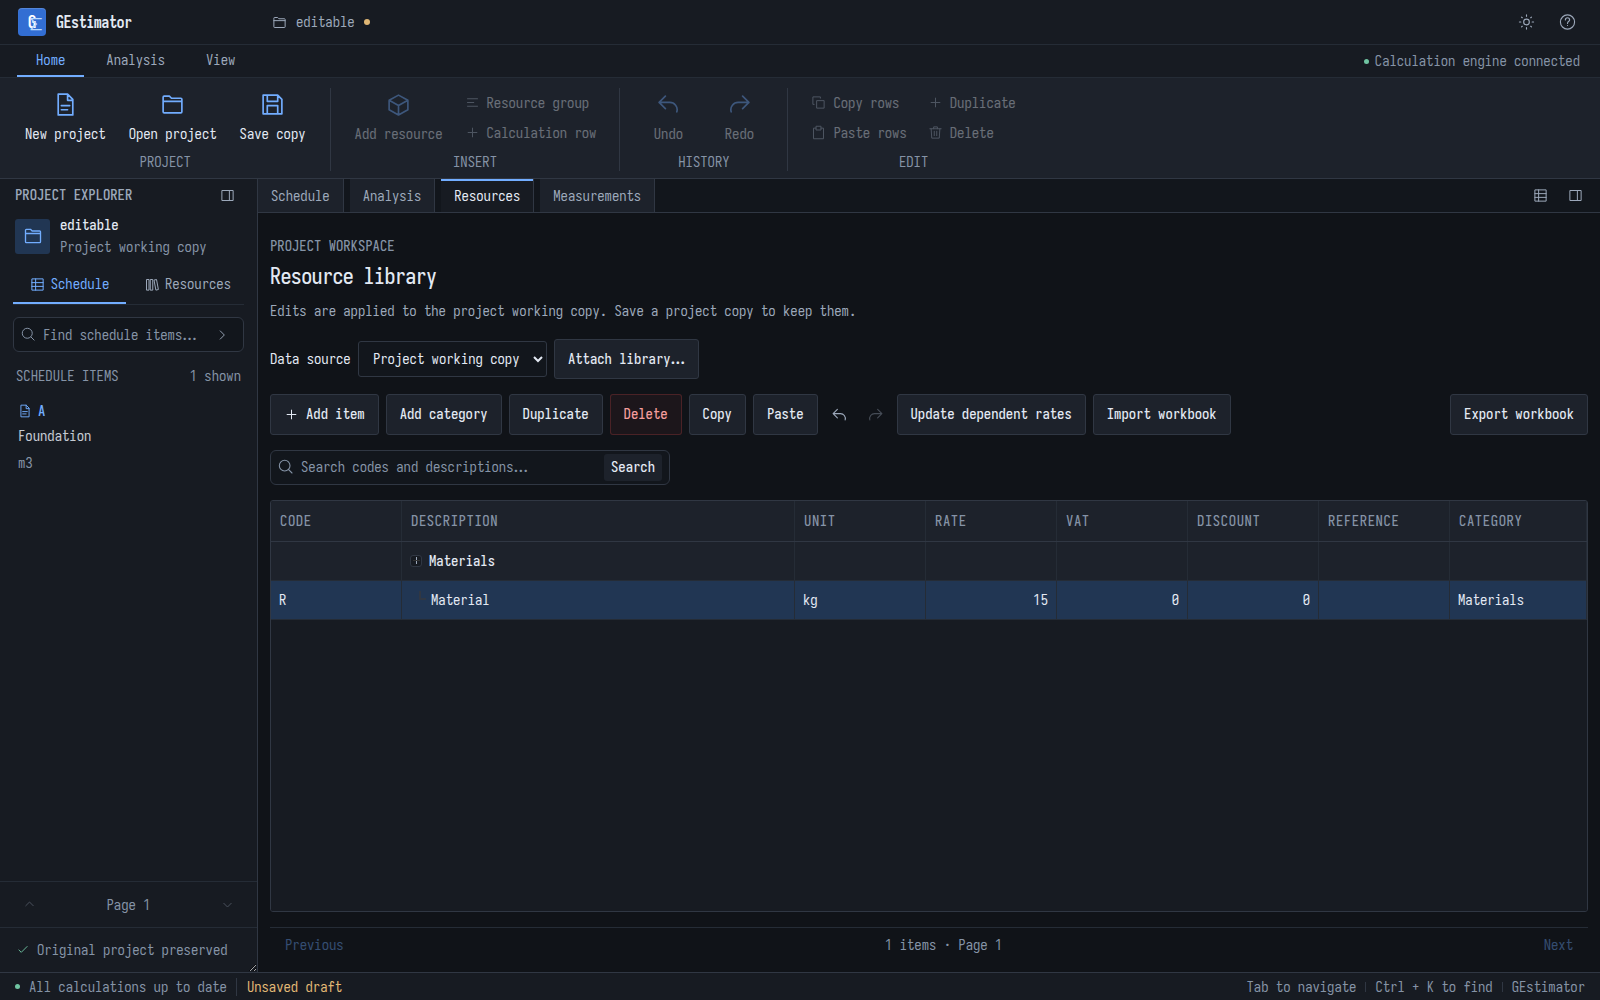 GEstimator
editable
Home Analysis View
Calculation engine connected
New project Open project Save copy
PROJECT
Add resource
Resource group
Calculation row
INSERT
Undo Redo
HISTORY
Copy rows Duplicate
Paste rows Delete
EDIT
PROJECT EXPLORER
editable
Project working copy
Schedule Resources
Find schedule items...
SCHEDULE ITEMS 1 shown
A
Foundation
m3
Page 1
Original project preserved
Schedule Analysis Resources Measurements
PROJECT WORKSPACE
Resource library
Edits are applied to the project working copy. Save a project copy to keep them.
Data source Project working copy Attach library...
Add item Add category Duplicate Delete Copy Paste Update dependent rates Import workbook Export workbook
Search codes and descriptions... Search
CODE DESCRIPTION UNIT RATE VAT DISCOUNT REFERENCE CATEGORY
Materials
R Material kg 15 0 0 Materials
Previous 1 items · Page 1 Next
All calculations up to date Unsaved draft
Tab to navigate Ctrl + K to find GEstimator